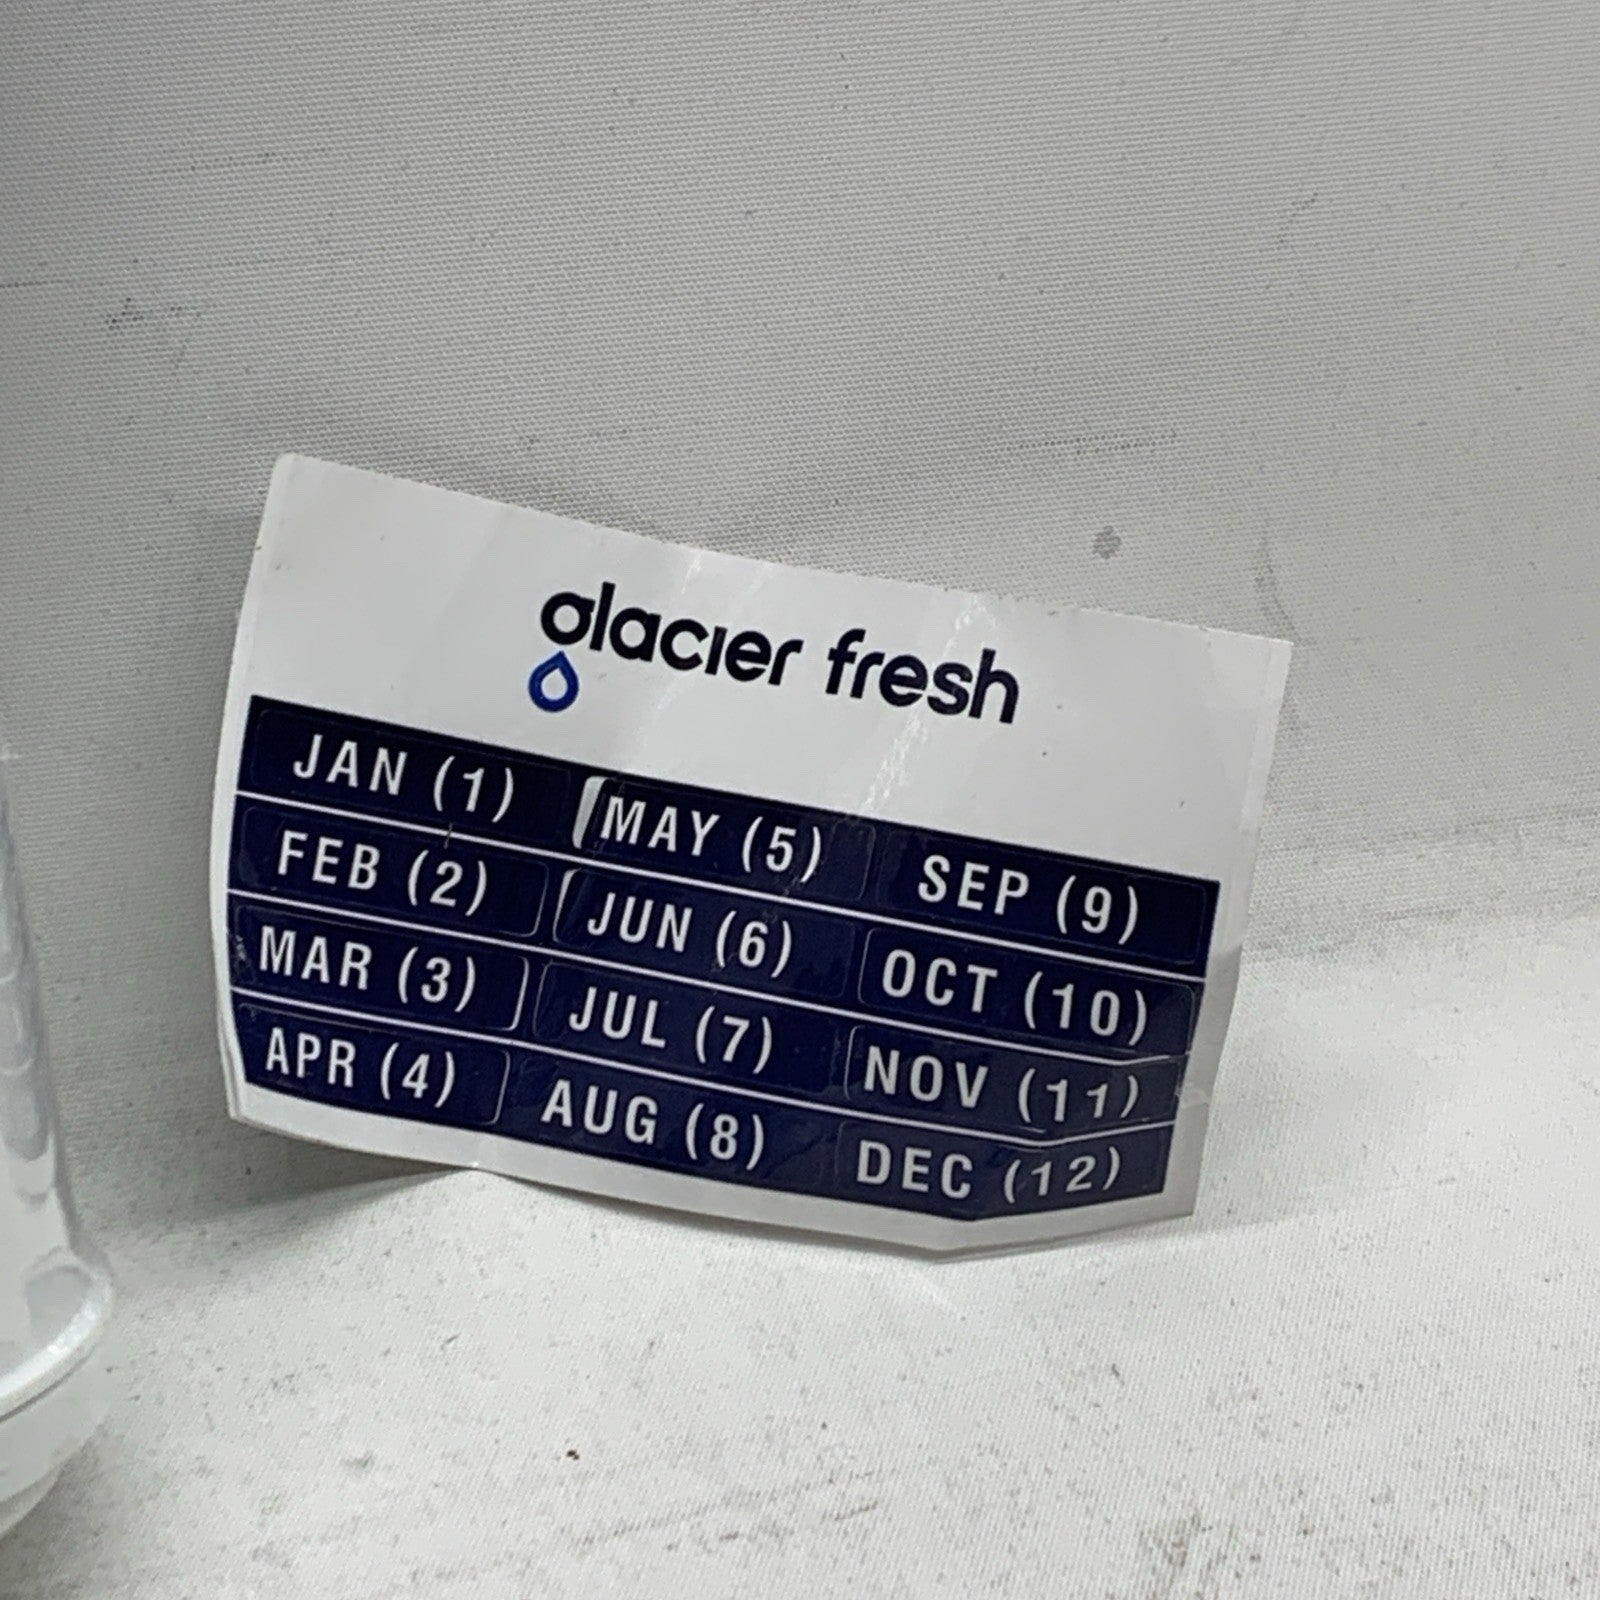 glacier fresh
JAN (1) MAY (5) SEP (9)
FEB (2) JUN (6) OCT (10)
MAR (3) JUL (7) NOV (11)
APR (4) AUG (8) DEC (12)